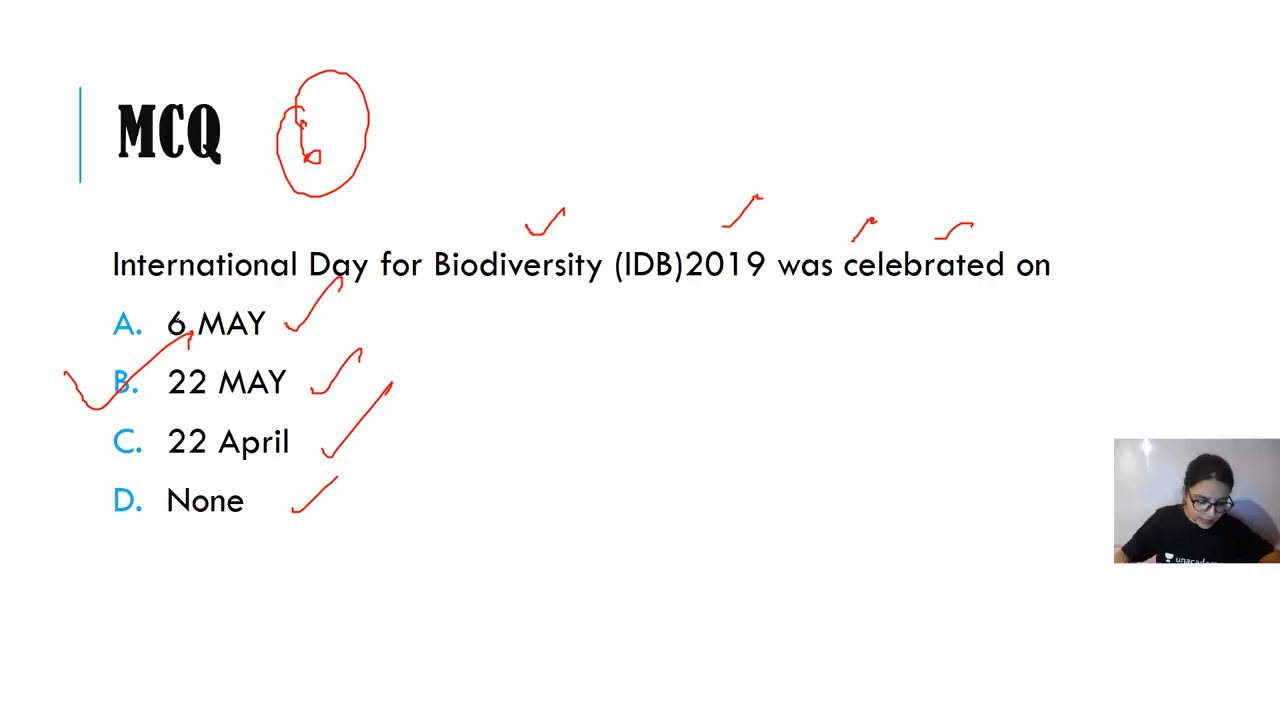 MCQ
International Day for Biodiversity (IDB)2019 was celebrated on
A. 6 MAY
B. 22 MAY
C. 22 April
D. None